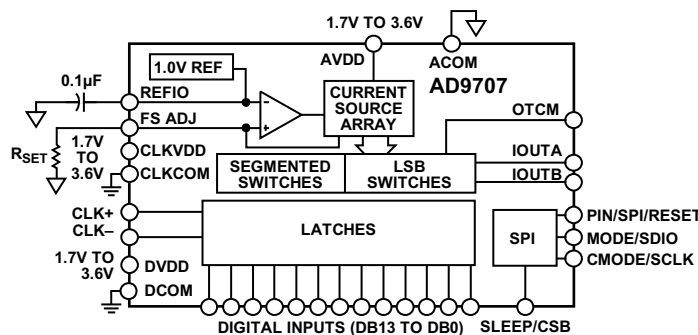 1.7V TO 3.6V
AVDD
ACOM
1.0V REF
AD9707
0.1µF
REFIO
CURRENT
SOURCE
ARRAY
OTCM
FS ADJ
RSET
1.7V
TO
3.6V
CLKVDD
CLKCOM
SEGMENTED
SWITCHES
LSB
SWITCHES
IOUTA
IOUTB
CLK+
CLK–
LATCHES
SPI
PIN/SPI/RESET
MODE/SDIO
CMODE/SCLK
1.7V TO
3.6V
DVDD
DCOM
DIGITAL INPUTS (DB13 TO DB0)
SLEEP/CSB